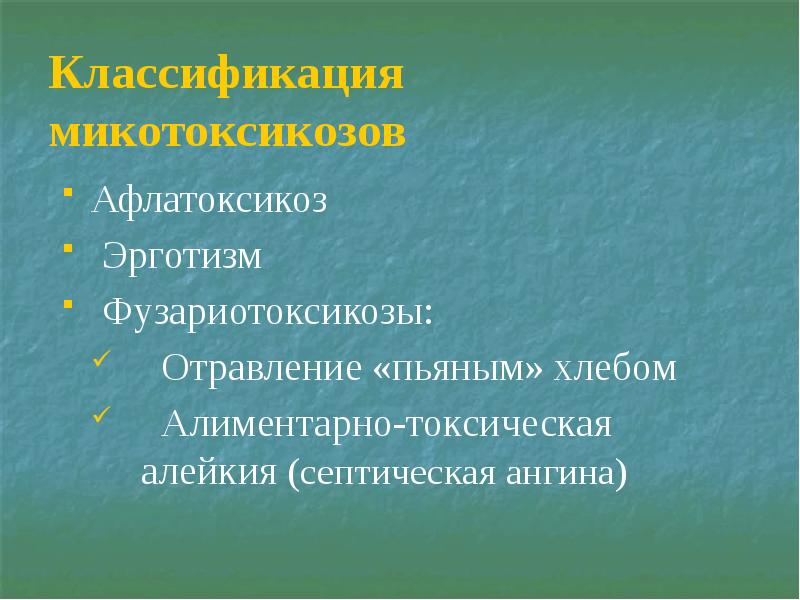 Классификация
микотоксикозов
Афлатоксикоз
Эрготизм
Фузариотоксикозы:
Отравление «пьяным» хлебом
Алиментарно-токсическая
алейкия (септическая ангина)